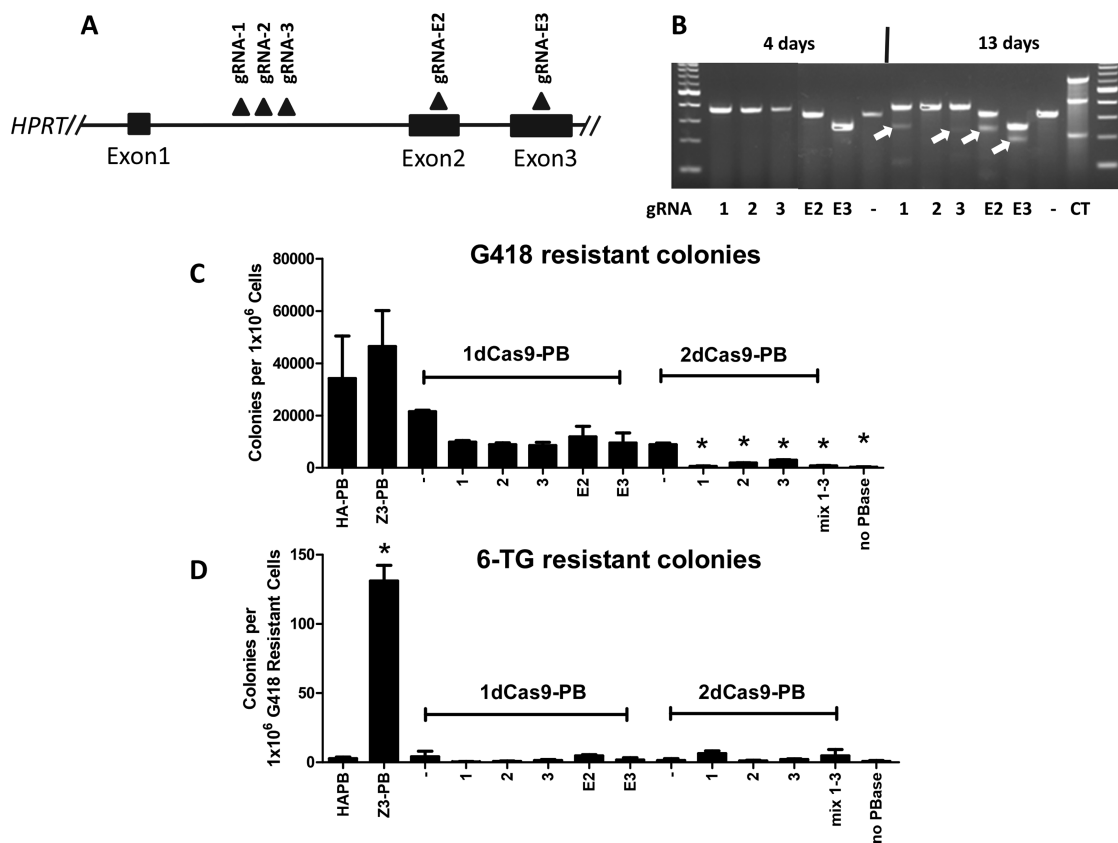 A
gRNA-1
gRNA-2
gRNA-3
gRNA-E2
gRNA-E3
HPRT
Exon1
Exon2
Exon3
B
4 days
13 days
gRNA 1 2 3 E2 E3 - 1 2 3 E2 E3 - CT
C
G418 resistant colonies
Colonies per 1x10⁶ Cells
80000
60000
40000
20000
0
1dCas9-PB
2dCas9-PB
* * * * *
HA-PB
Z3-PB
-
1
2
3
E2
E3
-
1
2
3
mix 1-3
no PBase
D
6-TG resistant colonies
Colonies per
1x10⁶ G418 Resistant Cells
150
100
50
0
*
1dCas9-PB
2dCas9-PB
HAPB
Z3-PB
-
1
2
3
E2
E3
-
1
2
3
mix 1-3
no PBase